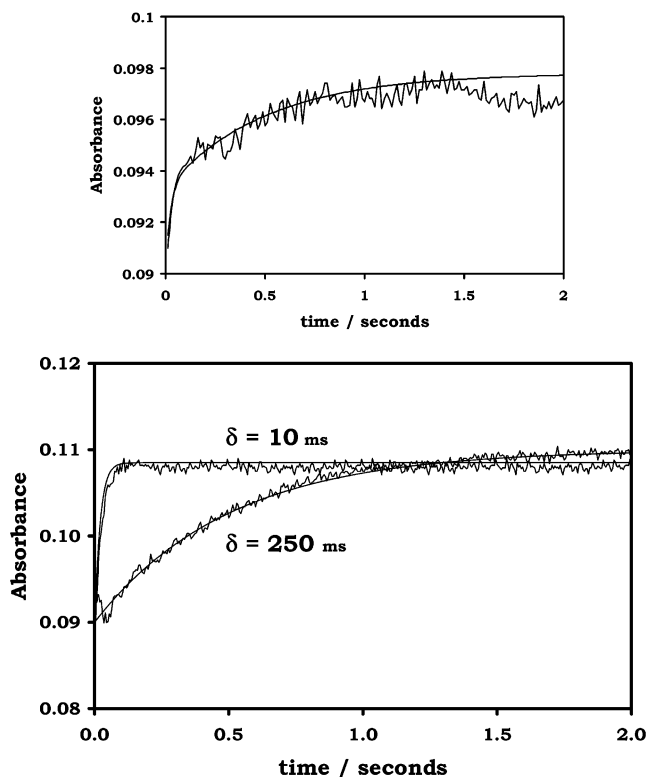 0.1
0.098
0.096
0.094
0.092
0.09
Absorbance
0 0.5 1 1.5 2
time / seconds
0.12
0.11
0.10
0.09
0.08
Absorbance
δ = 10 ms
δ = 250 ms
0.0 0.5 1.0 1.5 2.0
time / seconds